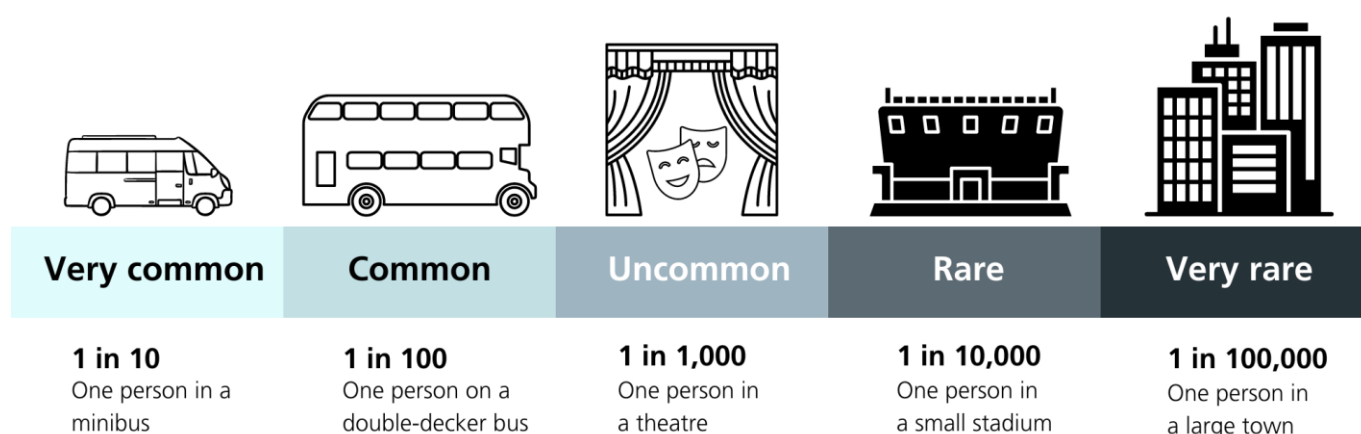 Very common
Common
Uncommon
Rare
Very rare
1 in 10
One person in a
minibus
1 in 100
One person on a
double-decker bus
1 in 1,000
One person in
a theatre
1 in 10,000
One person in
a small stadium
1 in 100,000
One person in
a large town